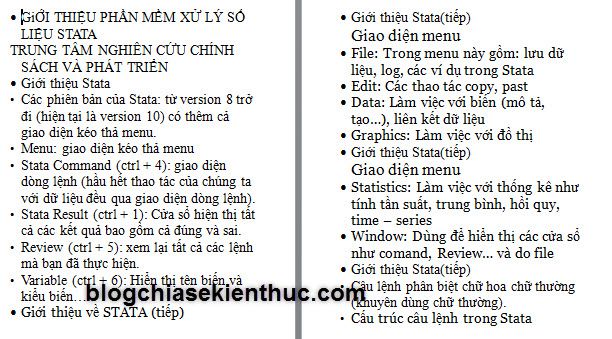 • GIỚI THIỆU PHẦN MỀM XỬ LÝ SỐ
LIỆU STATA
TRUNG TÂM NGHIÊN CỨU CHÍNH
SÁCH VÀ PHÁT TRIỂN
• Giới thiệu Stata
• Các phiên bản của Stata: từ version 8 trở
đi (hiện tại là version 10) có thêm cả
giao diện kéo thả menu.
• Menu: giao diện kéo thả menu
• Stata Command (ctrl + 4): giao diện
dòng lệnh (hầu hết thao tác của chúng ta
với dữ liệu đều qua giao diện dòng lệnh).
• Stata Result (ctrl + 1): Cửa sổ hiện thị tất
cả các kết quả bao gồm cả đúng và sai.
• Review (ctrl + 5): xem lại tất cả các lệnh
mà bạn đã thực hiện.
• Variable (ctrl + 6): Hiển thị tên biến và
kiểu biến…
• Giới thiệu về STATA (tiếp)
• Giới thiệu Stata(tiếp)
Giao diện menu
• File: Trong menu này gồm: lưu dữ
liệu, log, các ví dụ trong Stata
• Edit: Các thao tác copy, past
• Data: Làm việc với biến (mô tả,
tạo…), liên kết dữ liệu
• Graphics: Làm việc với đồ thị
• Giới thiệu Stata(tiếp)
Giao diện menu
• Statistics: Làm việc với thống kê như
tính tần suất, trung bình, hồi quy,
time – series
• Window: Dùng để hiển thị các cửa sổ
như comand, Review... và do file
• Giới thiệu Stata(tiếp)
Câu lệnh phân biệt chữ hoa chữ thường
(khuyên dùng chữ thường).
• Cấu trúc câu lệnh trong Stata
blogchiasekienthuc.com